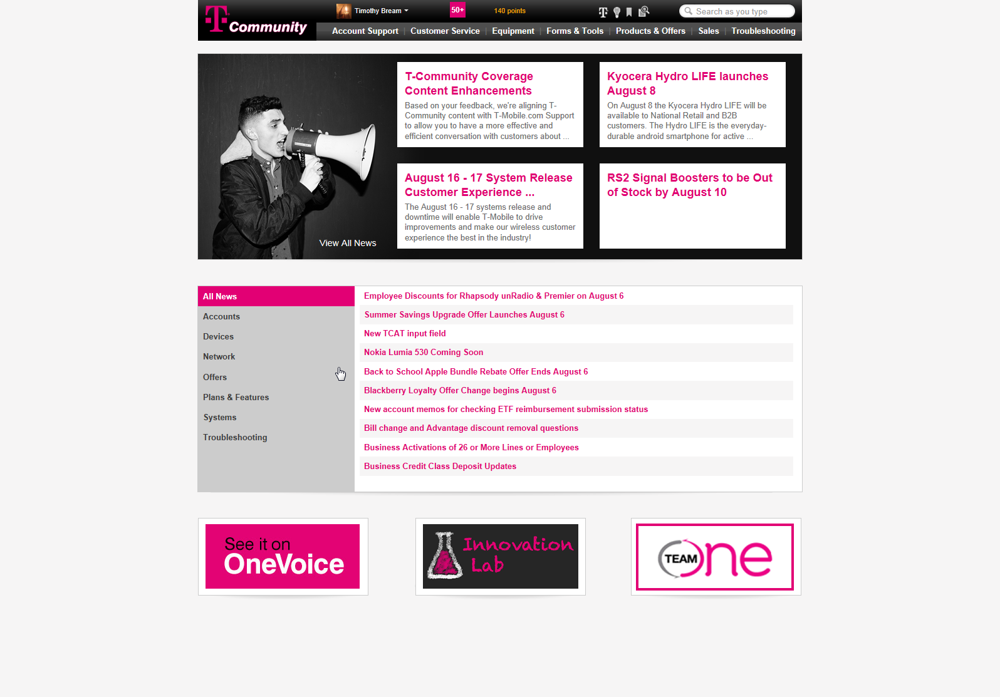 T Community
Timothy Bream
50+
140 points
Search as you type
Account Support | Customer Service | Equipment | Forms & Tools | Products & Offers | Sales | Troubleshooting
T-Community Coverage
Content Enhancements
Based on your feedback, we're aligning T-
Community content with T-Mobile.com Support
to allow you to have a more effective and
efficient conversation with customers about ...
Kyocera Hydro LIFE launches
August 8
On August 8 the Kyocera Hydro LIFE will be
available to National Retail and B2B
customers. The Hydro LIFE is the everyday-
durable android smartphone for active ...
August 16 - 17 System Release
Customer Experience ...
The August 16 - 17 systems release and
downtime will enable T-Mobile to drive
improvements and make our wireless customer
experience the best in the industry!
RS2 Signal Boosters to be Out
of Stock by August 10
View All News
All News
Accounts
Devices
Network
Offers
Plans & Features
Systems
Troubleshooting
Employee Discounts for Rhapsody unRadio & Premier on August 6
Summer Savings Upgrade Offer Launches August 6
New TCAT input field
Nokia Lumia 530 Coming Soon
Back to School Apple Bundle Rebate Offer Ends August 6
Blackberry Loyalty Offer Change begins August 6
New account memos for checking ETF reimbursement submission status
Bill change and Advantage discount removal questions
Business Activations of 26 or More Lines or Employees
Business Credit Class Deposit Updates
See it on
OneVoice
Innovation
Lab
TEAM One